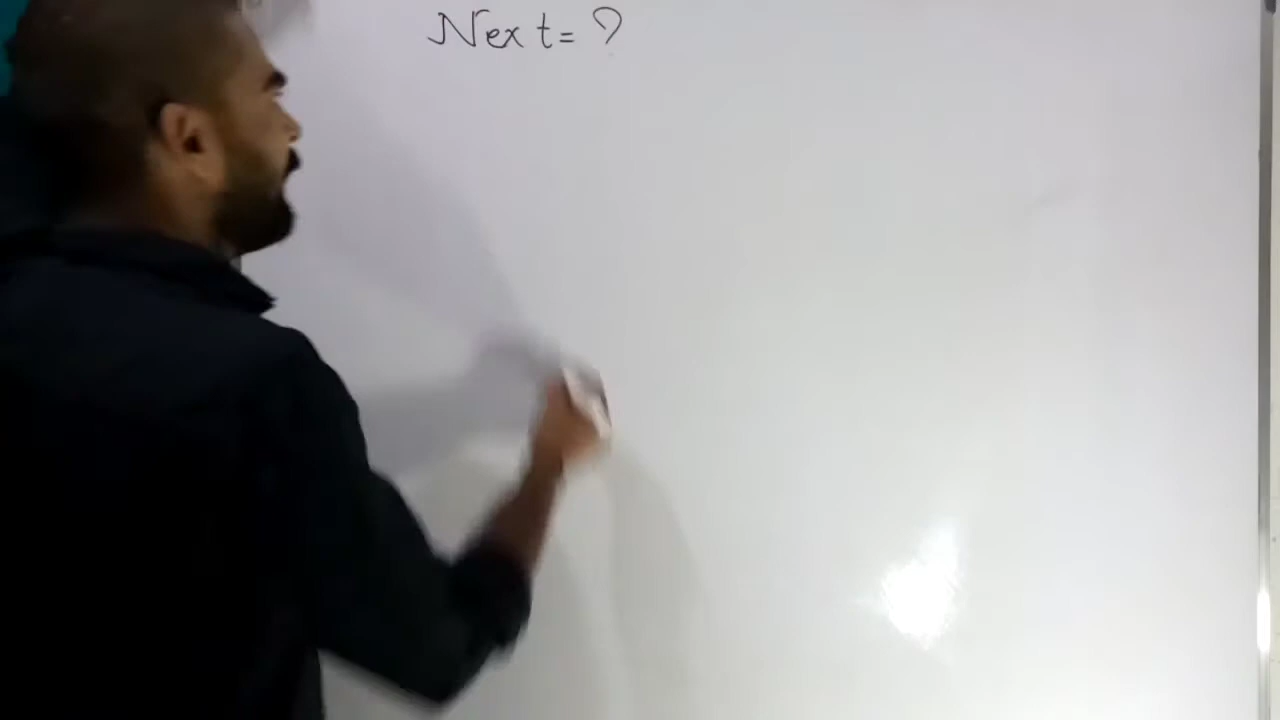 Next = ?